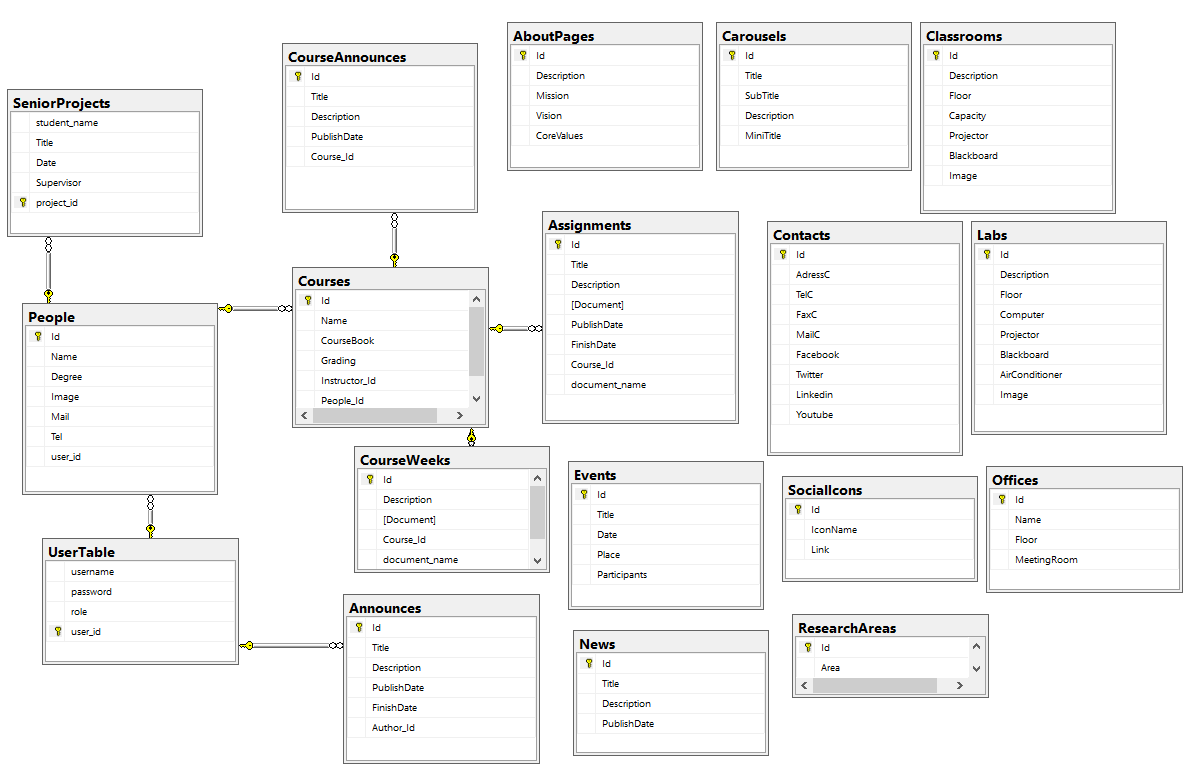 SeniorProjects
student_name
Title
Date
Supervisor
project_id
CourseAnnounces
Id
Title
Description
PublishDate
Course_Id
AboutPages
Id
Description
Mission
Vision
CoreValues
Carousels
Id
Title
SubTitle
Description
MiniTitle
Classrooms
Id
Description
Floor
Capacity
Projector
Blackboard
Image
People
Id
Name
Degree
Image
Mail
Tel
user_id
Courses
Id
Name
CourseBook
Grading
Instructor_Id
People_Id
Assignments
Id
Title
Description
[Document]
PublishDate
FinishDate
Course_Id
document_name
Contacts
Id
AdressC
TelC
FaxC
MailC
Facebook
Twitter
Linkedin
Youtube
Labs
Id
Description
Floor
Computer
Projector
Blackboard
AirConditioner
Image
UserTable
username
password
role
user_id
CourseWeeks
Id
Description
[Document]
Course_Id
document_name
Events
Id
Title
Date
Place
Participants
SocialIcons
Id
IconName
Link
Offices
Id
Name
Floor
MeetingRoom
Announces
Id
Title
Description
PublishDate
FinishDate
Author_Id
News
Id
Title
Description
PublishDate
ResearchAreas
Id
Area